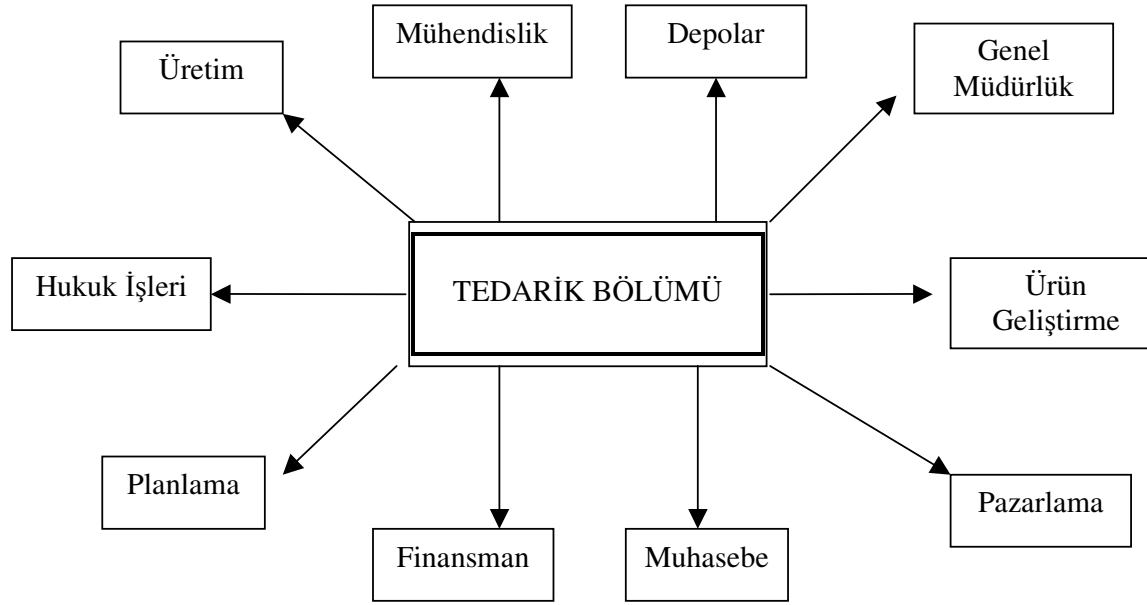 Mühendislik
Depolar
Genel
Müdürlük
Üretim
Hukuk İşleri
TEDARİK BÖLÜMÜ
Ürün
Geliştirme
Planlama
Finansman
Muhasebe
Pazarlama